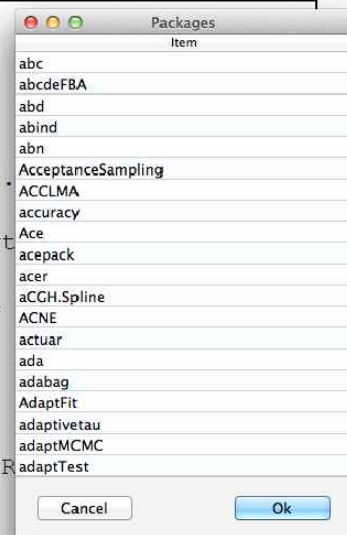 Packages
Item
abc
abcdeFBA
abd
abind
abn
AcceptanceSampling
ACCLMA
accuracy
Ace
acepack
acer
aCGH.Spline
ACNE
actuar
ada
adabag
AdaptFit
adaptivetau
adaptMCMC
R adaptTest
Cancel Ok